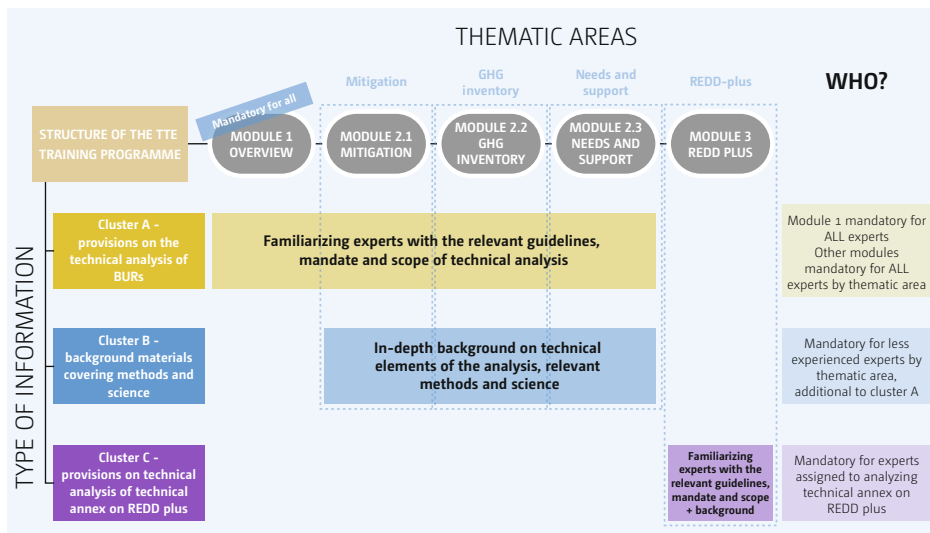 THEMATIC AREAS
WHO?
Mitigation
GHG
inventory
Needs and
support
REDD-plus
Mandatory for all
STRUCTURE OF THE TTE
TRAINING PROGRAMME
MODULE 1
OVERVIEW
MODULE 2.1
MITIGATION
MODULE 2.2
GHG
INVENTORY
MODULE 2.3
NEEDS AND
SUPPORT
MODULE 3
REDD PLUS
TYPE OF INFORMATION
Cluster A -
provisions on the
technical analysis of
BURs
Familiarizing experts with the relevant guidelines,
mandate and scope of technical analysis
Module 1 mandatory for
ALL experts
Other modules
mandatory for ALL
experts by thematic area
Cluster B -
background materials
covering methods and
science
In-depth background on technical
elements of the analysis, relevant
methods and science
Mandatory for less
experienced experts by
thematic area,
additional to cluster A
Cluster C -
provisions on technical
analysis of technical
annex on REDD plus
Familiarizing
experts with the
relevant guidelines,
mandate and scope
+ background
Mandatory for experts
assigned to analyzing
technical annex on
REDD plus